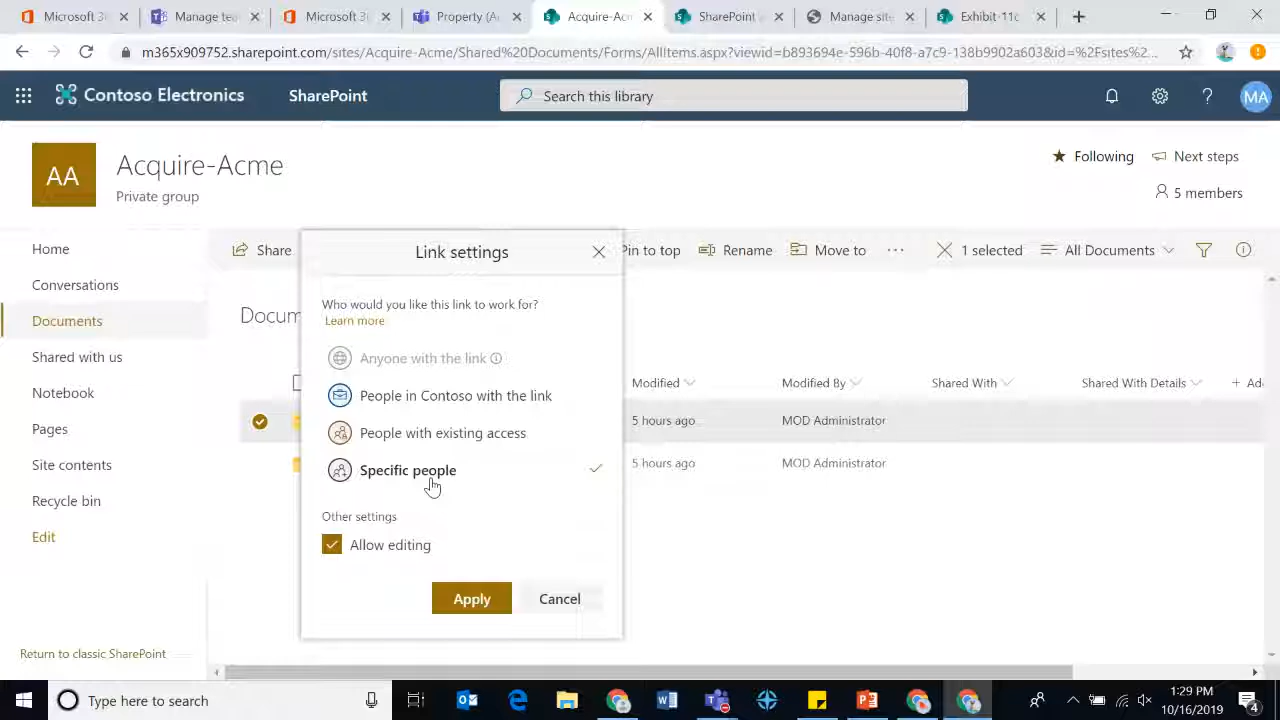 Microsoft 3
Manage te
Microsoft 3
Property (A
Acquire-Acm
SharePoint
Manage site
Exhibit-11c
m365x909752.sharepoint.com/sites/Acquire-Acme/Shared%20Documents/Forms/AllItems.aspx?viewid=b893694e-596b-40f8-a7c9-138b9902a603&id=%2Fsites%2...
Contoso Electronics
SharePoint
Search this library
MA
AA
Acquire-Acme
Private group
Following
Next steps
5 members
Home
Conversations
Documents
Shared with us
Notebook
Pages
Site contents
Recycle bin
Edit
Return to classic SharePoint
Share
Pin to top
Rename
Move to
...
1 selected
All Documents
Docum
Link settings
Who would you like this link to work for?
Learn more
Anyone with the link
People in Contoso with the link
People with existing access
Specific people
Other settings
Allow editing
Apply
Cancel
Modified
Modified By
Shared With
Shared With Details
+ Add
5 hours ago
MOD Administrator
5 hours ago
MOD Administrator
Type here to search
1:29 PM
10/16/2019
4